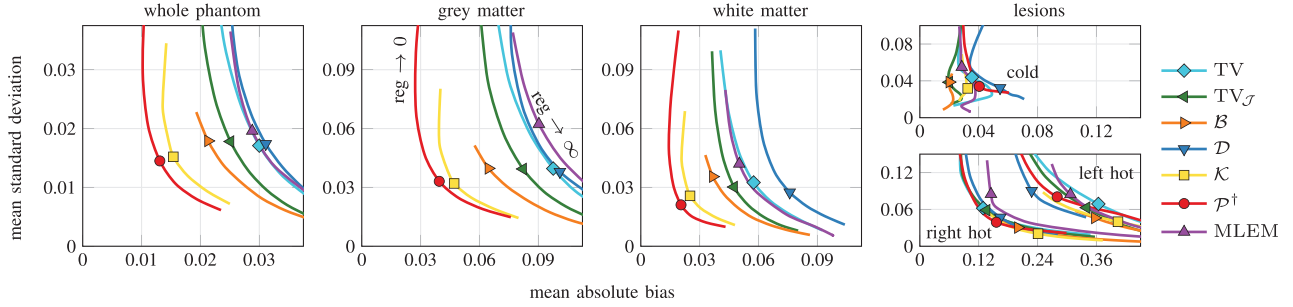 whole phantom
grey matter
white matter
lesions
mean standard deviation
0.03
0.02
0.01
0
0
0.01
0.02
0.03
0.09
0.06
0.03
0
0
0.03
0.06
0.09
reg → 0
reg → ∞
0.09
0.06
0.03
0
0
0.03
0.06
0.09
0.08
0.04
0
0
0.04
0.08
0.12
cold
0.12
0.06
0
0
0.12
0.24
0.36
left hot
right hot
mean absolute bias
TV
TV𝒥
ℬ
𝒟
𝒦
𝒫†
MLEM